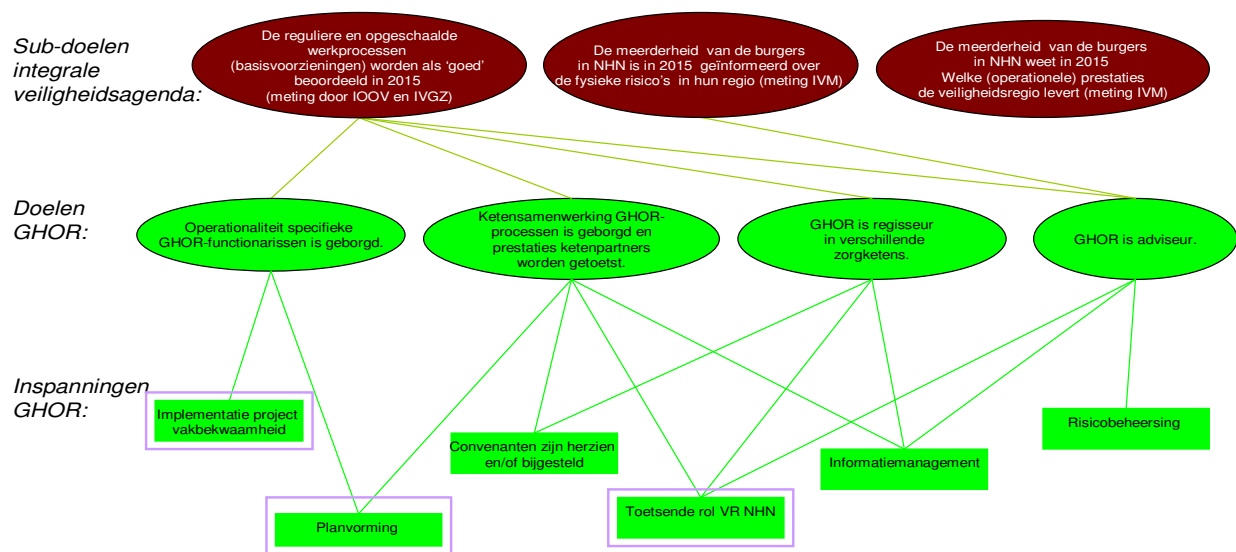 Sub-doelen
integrale
veiligheidsagenda:
De reguliere en opgeschaalde
werkprocessen
(basisvoorzieningen) worden als ‘goed’
beoordeeld in 2015
(meting door IOOV en IVGZ)
De meerderheid van de burgers
in NHN is in 2015 geïnformeerd over
de fysieke risico’s in hun regio (meting IVM)
De meerderheid van de burgers
in NHN weet in 2015
Welke (operationele) prestaties
de veiligheidsregio levert (meting IVM)
Doelen
GHOR:
Operationaliteit specifieke
GHOR-functionarissen is geborgd.
Ketensamenwerking GHOR-
processen is geborgd en
prestaties ketenpartners
worden getoetst.
GHOR is regisseur
in verschillende
zorgketens.
GHOR is adviseur.
Inspanningen
GHOR:
Implementatie project
vakbekwaamheid
Convenanten zijn herzien
en/of bijgesteld
Informatiemanagement
Risicobeheersing
Planvorming
Toetsende rol VR NHN